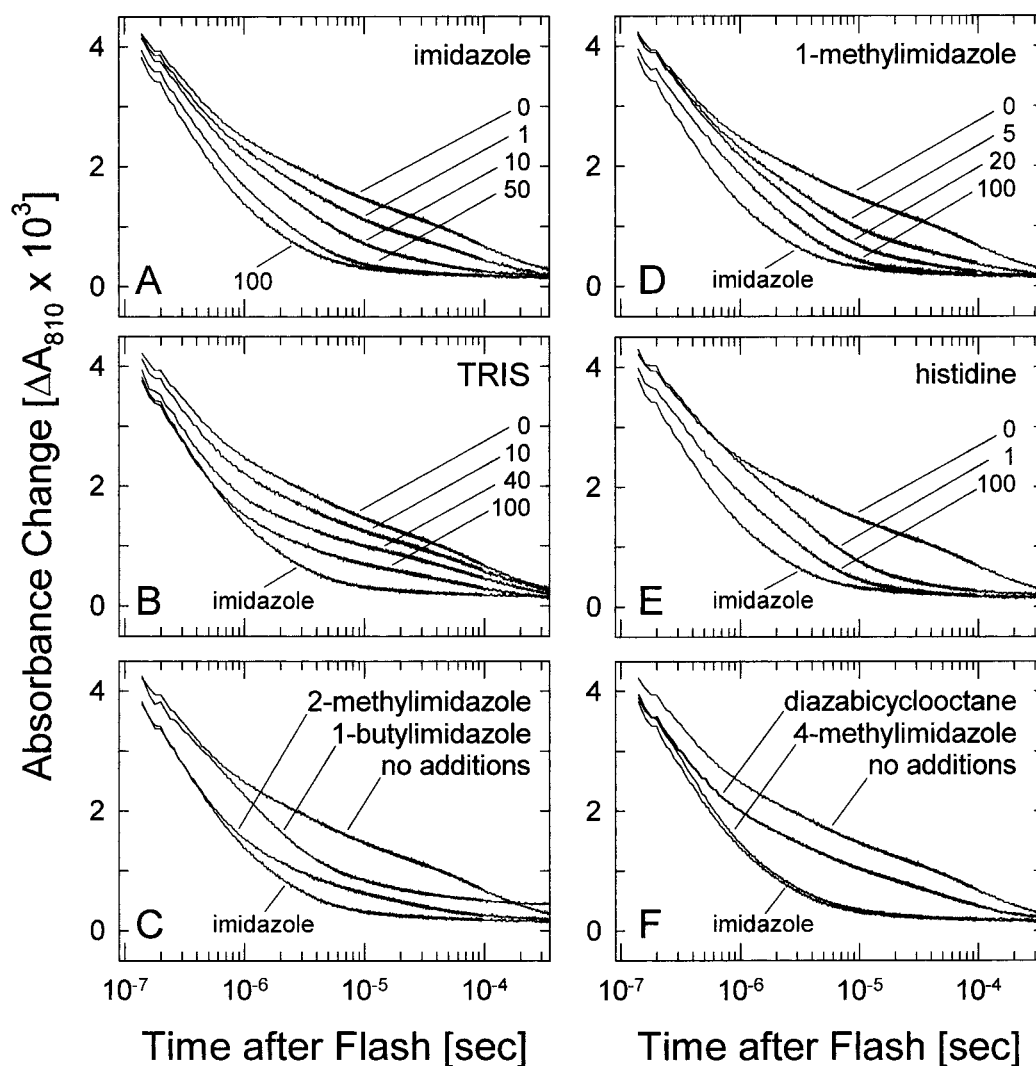 Absorbance Change [ΔA810 x 10³]
4
2
0
imidazole
0
1
10
50
100
A
4
2
0
TRIS
0
10
40
100
imidazole
B
4
2
0
2-methylimidazole
1-butylimidazole
no additions
imidazole
C
10-7
10-6
10-5
10-4
Time after Flash [sec]
4
2
0
1-methylimidazole
0
5
20
100
imidazole
D
4
2
0
histidine
0
1
100
imidazole
E
4
2
0
diazabicyclooctane
4-methylimidazole
no additions
imidazole
F
10-7
10-6
10-5
10-4
Time after Flash [sec]